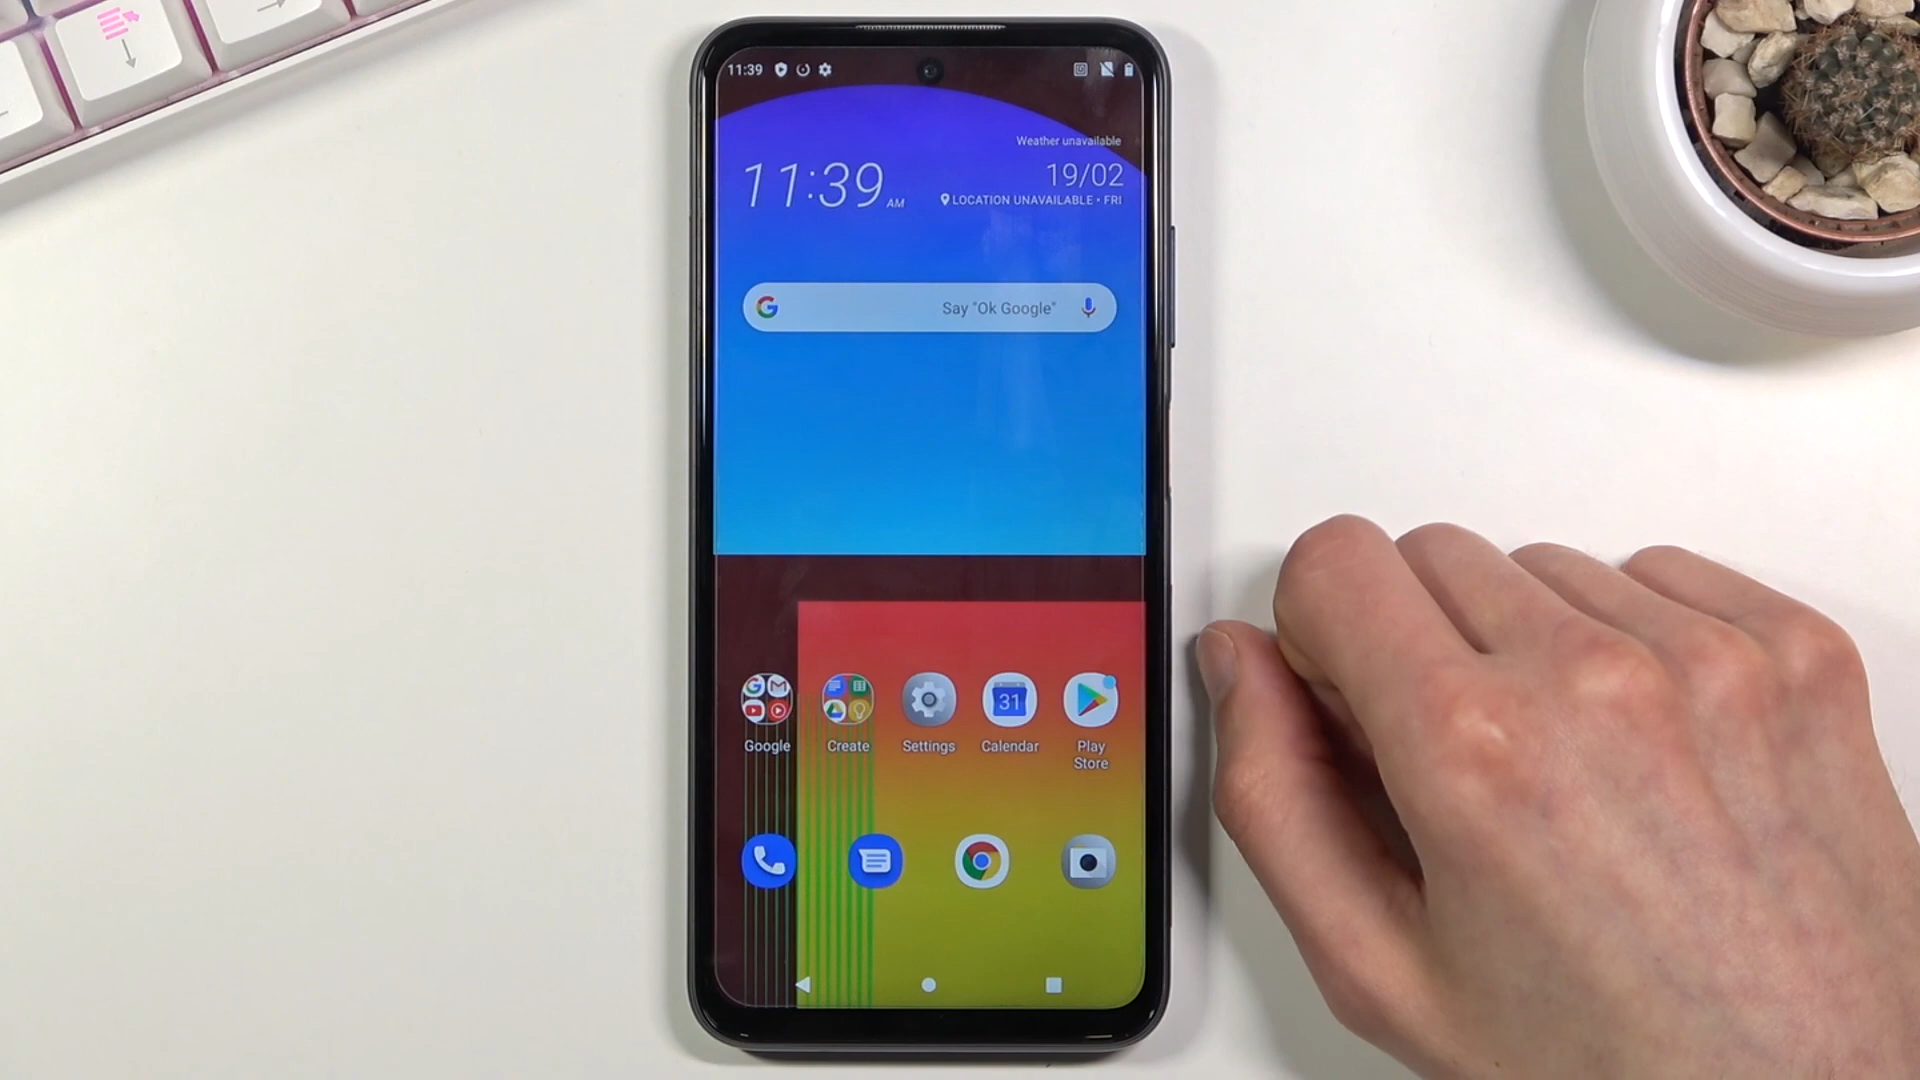 11:39
Weather unavailable
11:39 AM
19/02
LOCATION UNAVAILABLE • FRI
Say "Ok Google"
31
Google
Create
Settings
Calendar
Play
Store